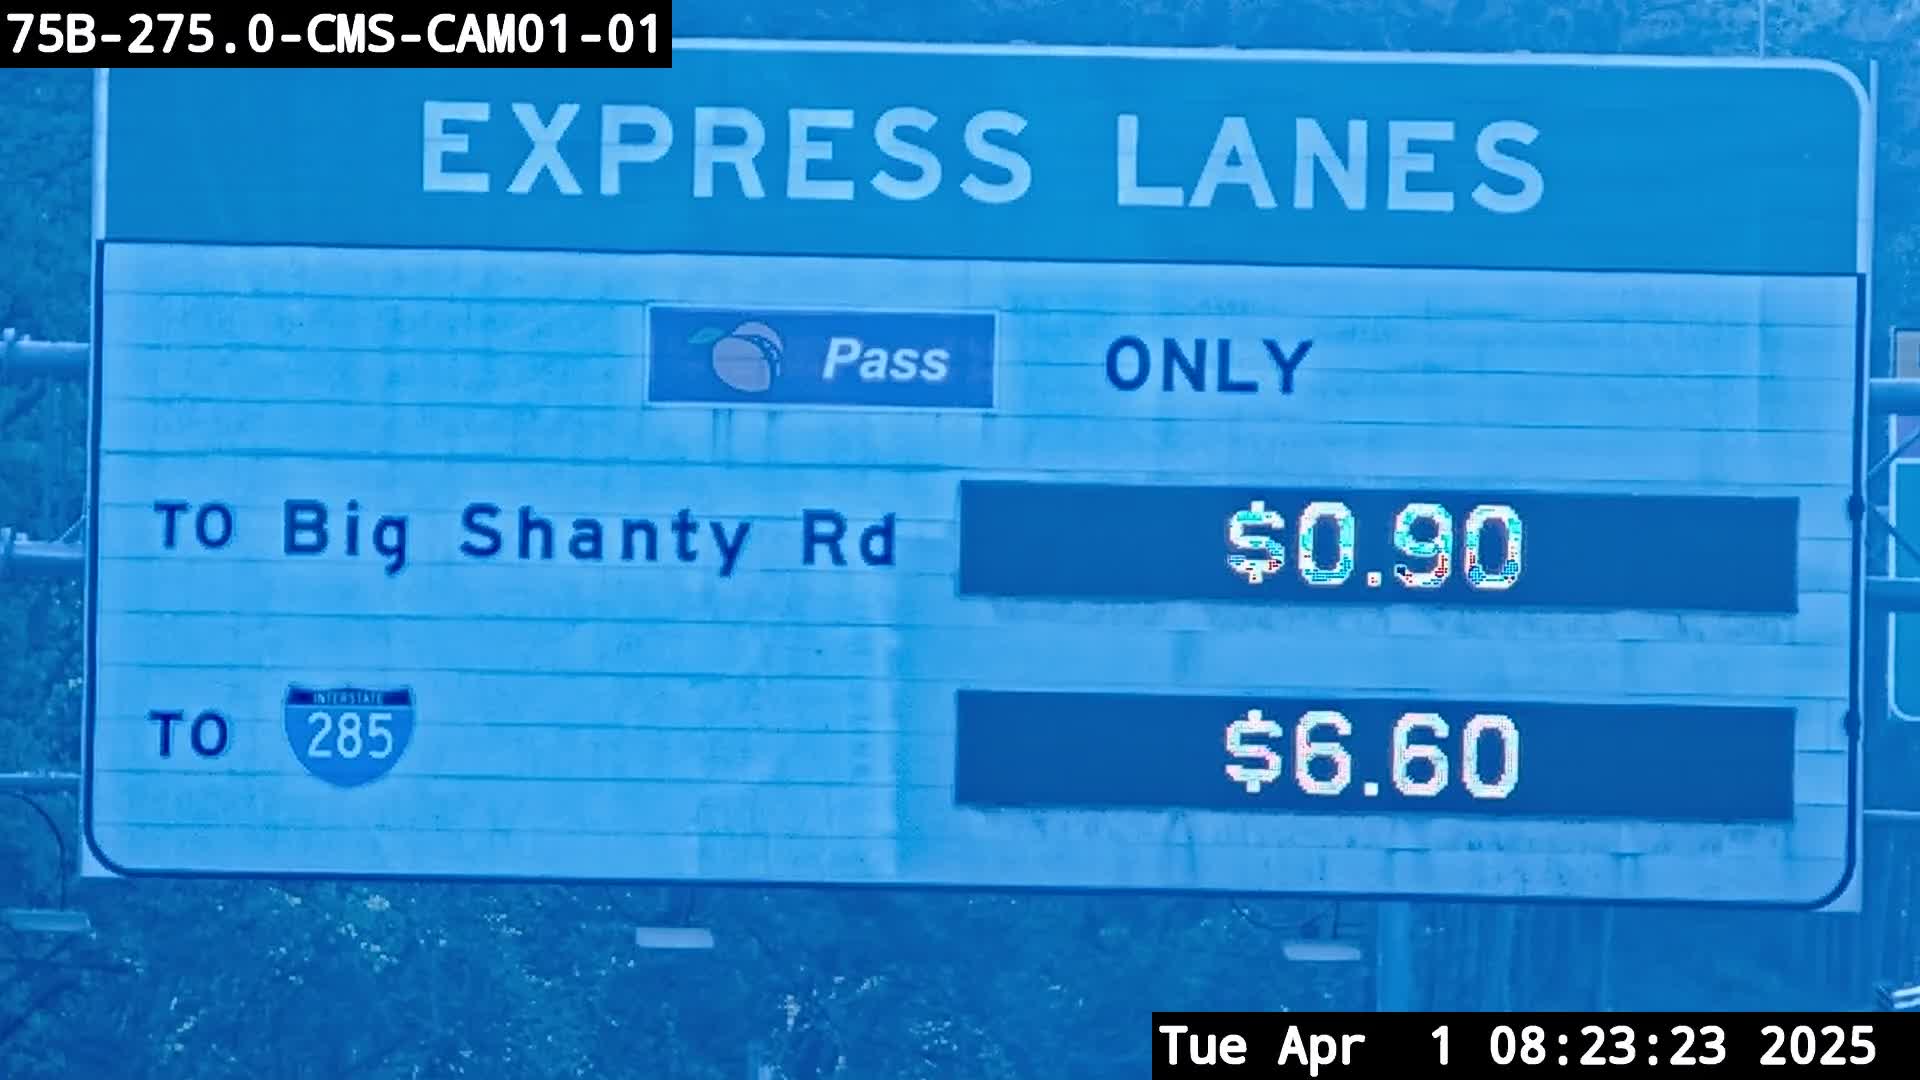 75B-275.0-CMS-CAM01-01
EXPRESS LANES
Pass ONLY
TO Big Shanty Rd $0.90
INTERSTATE
TO 285 $6.60
Tue Apr 1 08:23:23 2025